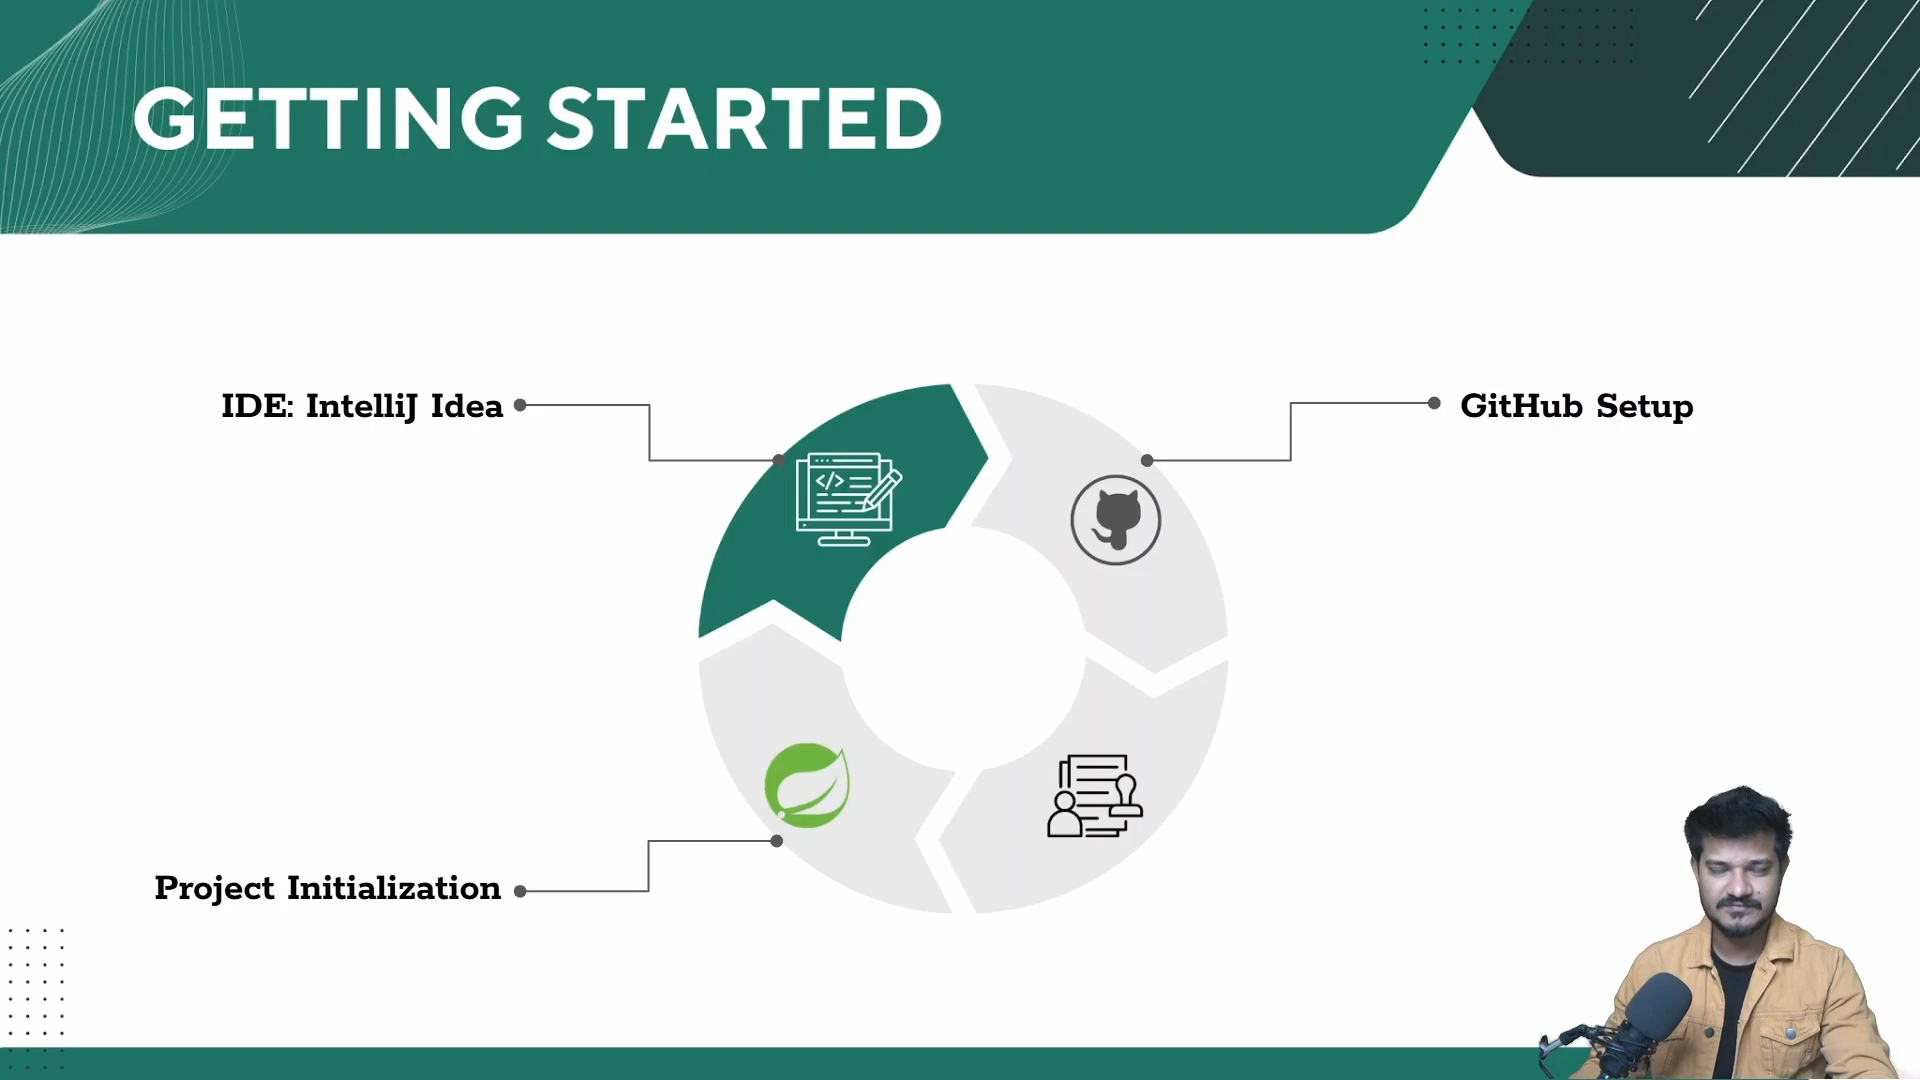 GETTING STARTED
IDE: IntelliJ Idea
GitHub Setup
</>
Project Initialization